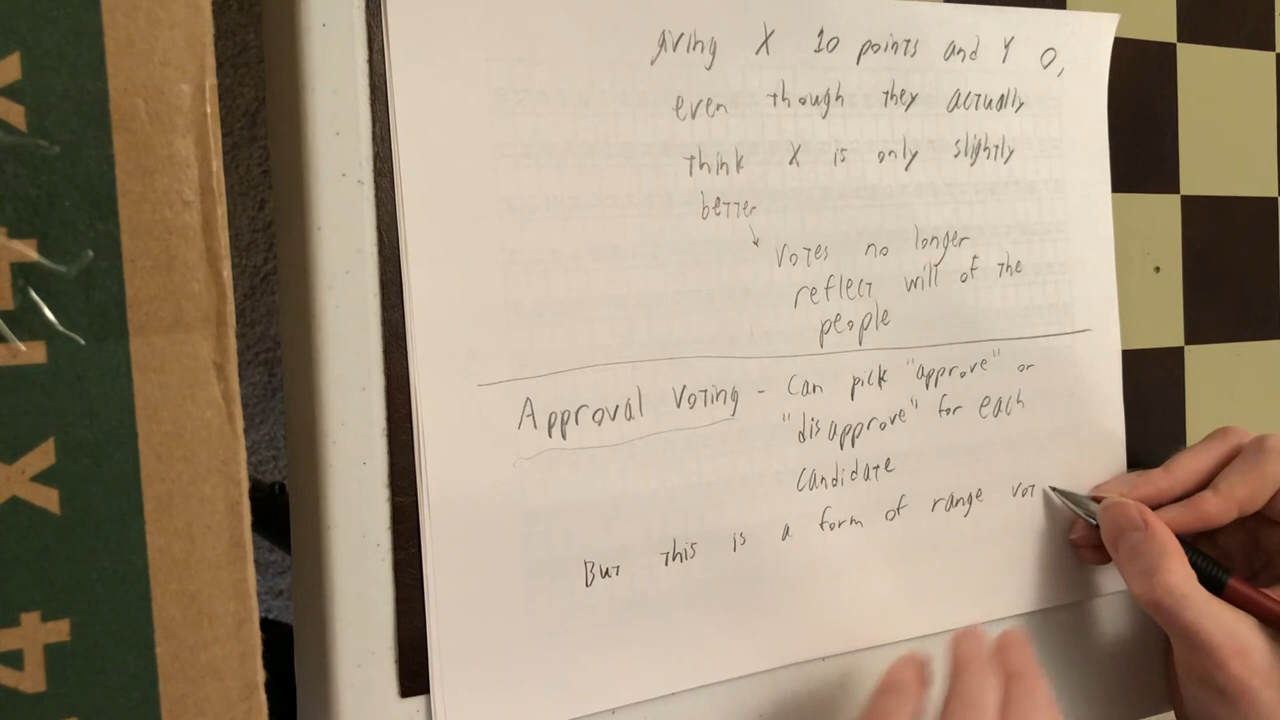 giving X 10 points and Y 0,
even though they actually
think X is only slightly
better
votes no longer
reflect will of the
people
Approval Voting - Can pick "approve" or
"disapprove" for each
candidate
But this is a form of range vot
4 X 4 X